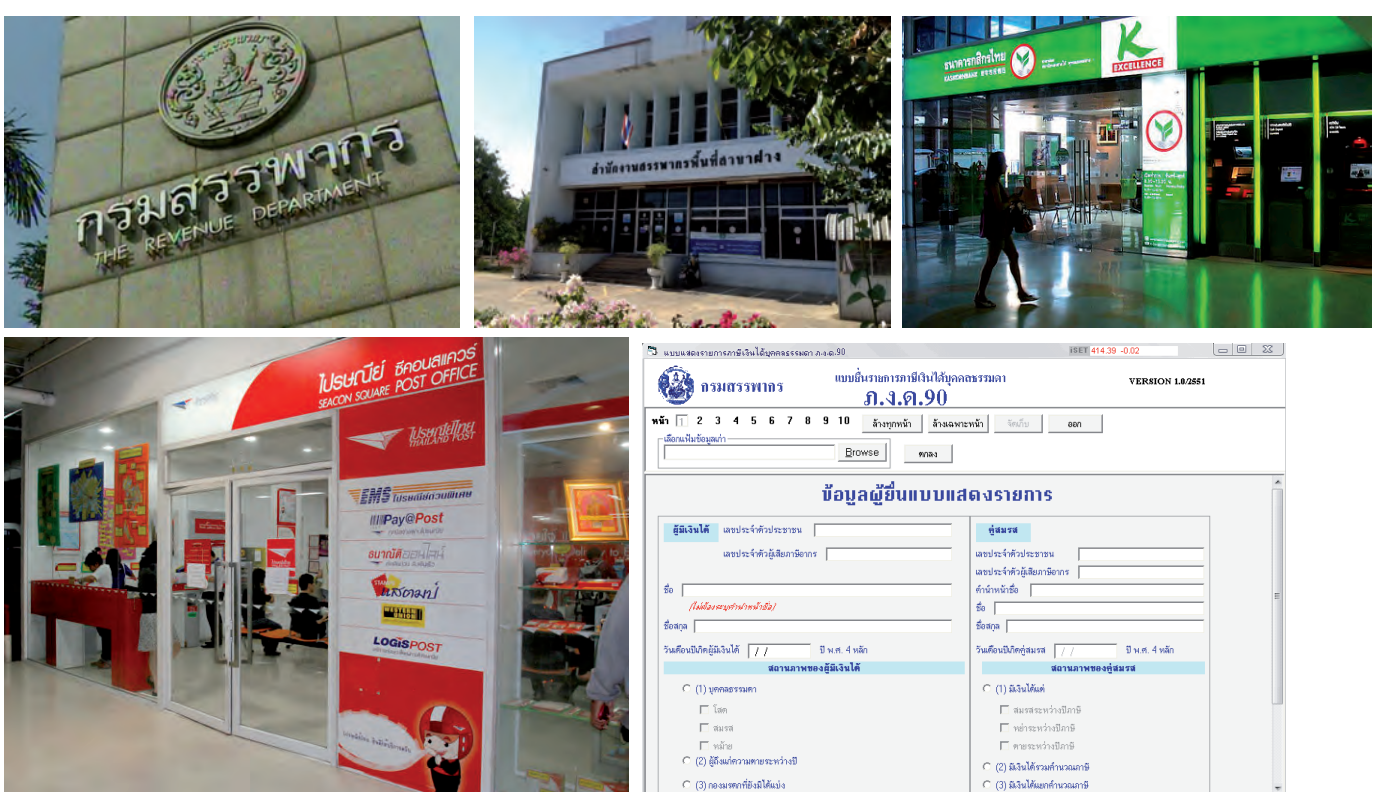 กรมสรรพากร
THE REVENUE DEPARTMENT
สำนักงานสรรพากรพื้นที่สาขาฝาง
ธนาคารกสิกรไทย
KASIKORNBANK
K
EXCELLENCE
ไปรษณีย์ ซีคอนสแควร์
SEACON SQUARE POST OFFICE
ไปรษณีย์ไทย
THAILAND POST
EMS ไปรษณีย์ด่วนพิเศษ
Pay@Post
ธนาณัติออนไลน์
แสตมป์
WESTERN
UNION
LOGISPOST
แบบแสดงรายการภาษีเงินได้บุคคลธรรมดา ภ.ง.ด.90
ISET 414.39 -0.02
กรมสรรพากร
แบบยื่นรายการภาษีเงินได้บุคคลธรรมดา
ภ.ง.ด.90
VERSION 1.0/2551
หน้า 1 2 3 4 5 6 7 8 9 10 ล้างทุกหน้า ล้างเฉพาะหน้า จัดเก็บ ออก
เลือกแฟ้มข้อมูลเก่า
Browse ตกลง
ข้อมูลผู้ยื่นแบบแสดงรายการ
ผู้มีเงินได้ เลขประจำตัวประชาชน
เลขประจำตัวผู้เสียภาษีอากร
ชื่อ
(ไม่ต้องระบุคำนำหน้าชื่อ)
ชื่อสกุล
วันเดือนปีเกิดผู้มีเงินได้ / / ปี พ.ศ. 4 หลัก
สถานภาพของผู้มีเงินได้
(1) บุคคลธรรมดา
โสด
สมรส
หม้าย
(2) ผู้ถึงแก่ความตายระหว่างปี
(3) กองมรดกที่ยังมิได้แบ่ง
คู่สมรส
เลขประจำตัวประชาชน
เลขประจำตัวผู้เสียภาษีอากร
คำนำหน้าชื่อ
ชื่อ
ชื่อสกุล
วันเดือนปีเกิดคู่สมรส / / ปี พ.ศ. 4 หลัก
สถานภาพของคู่สมรส
(1) มีเงินได้แต่
สมรสระหว่างปีภาษี
หย่าระหว่างปีภาษี
ตายระหว่างปีภาษี
(2) มีเงินได้รวมคำนวณภาษี
(3) มีเงินได้แยกคำนวณภาษี